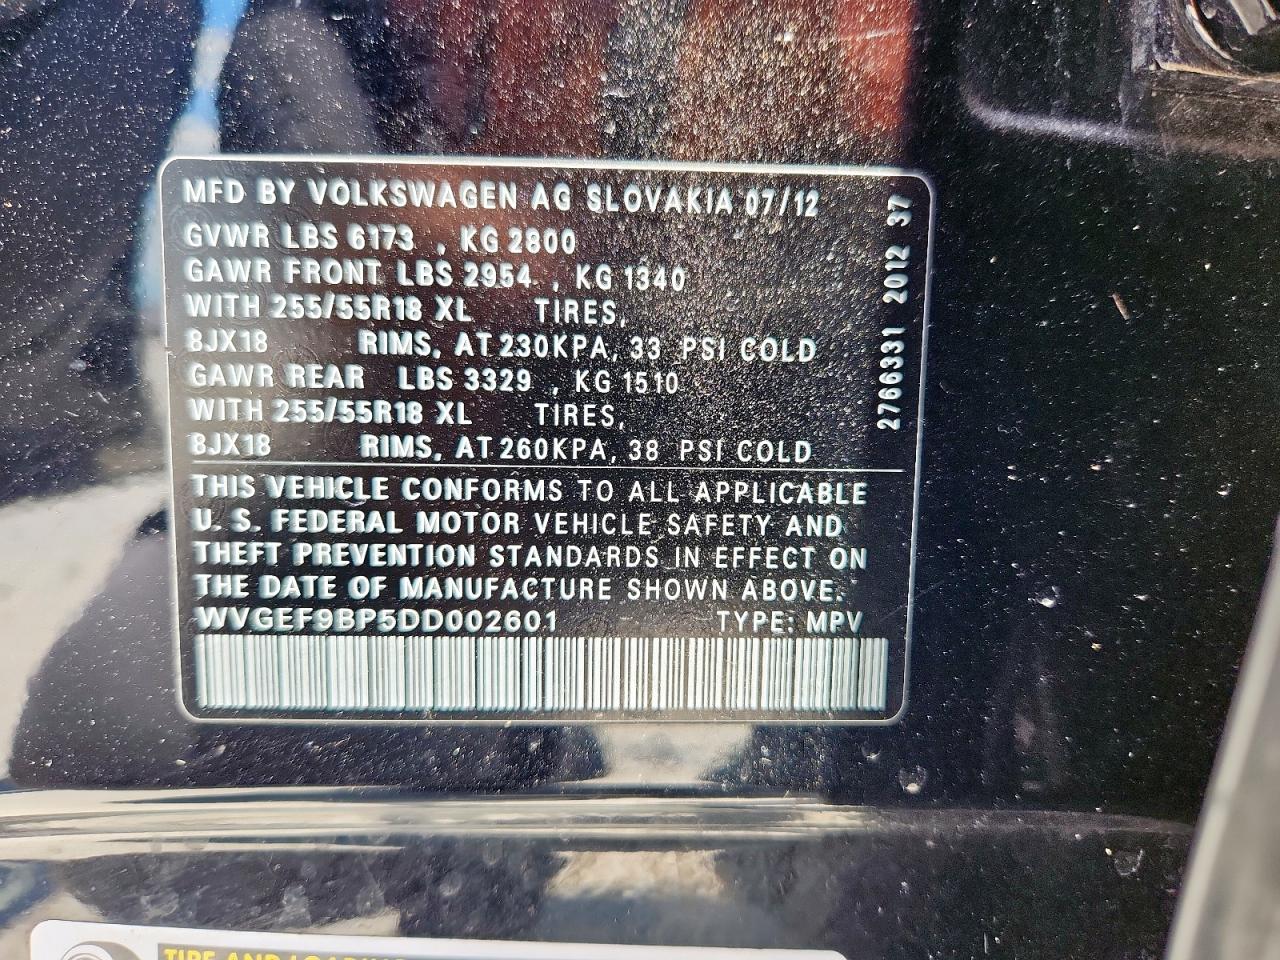 MFD BY VOLKSWAGEN AG SLOVAKIA 07/12
GVWR LBS 6173 , KG 2800
GAWR FRONT LBS 2954 , KG 1340
WITH 255/55R18 XL TIRES,
8JX18 RIMS, AT 230KPA, 33 PSI COLD
GAWR REAR LBS 3329 , KG 1510
WITH 255/55R18 XL TIRES,
8JX18 RIMS, AT 260KPA, 38 PSI COLD
THIS VEHICLE CONFORMS TO ALL APPLICABLE
U. S. FEDERAL MOTOR VEHICLE SAFETY AND
THEFT PREVENTION STANDARDS IN EFFECT ON
THE DATE OF MANUFACTURE SHOWN ABOVE.
WVGEF9BP5DD002601 TYPE: MPV
2766331 2012 37
TIRE AND LOADING